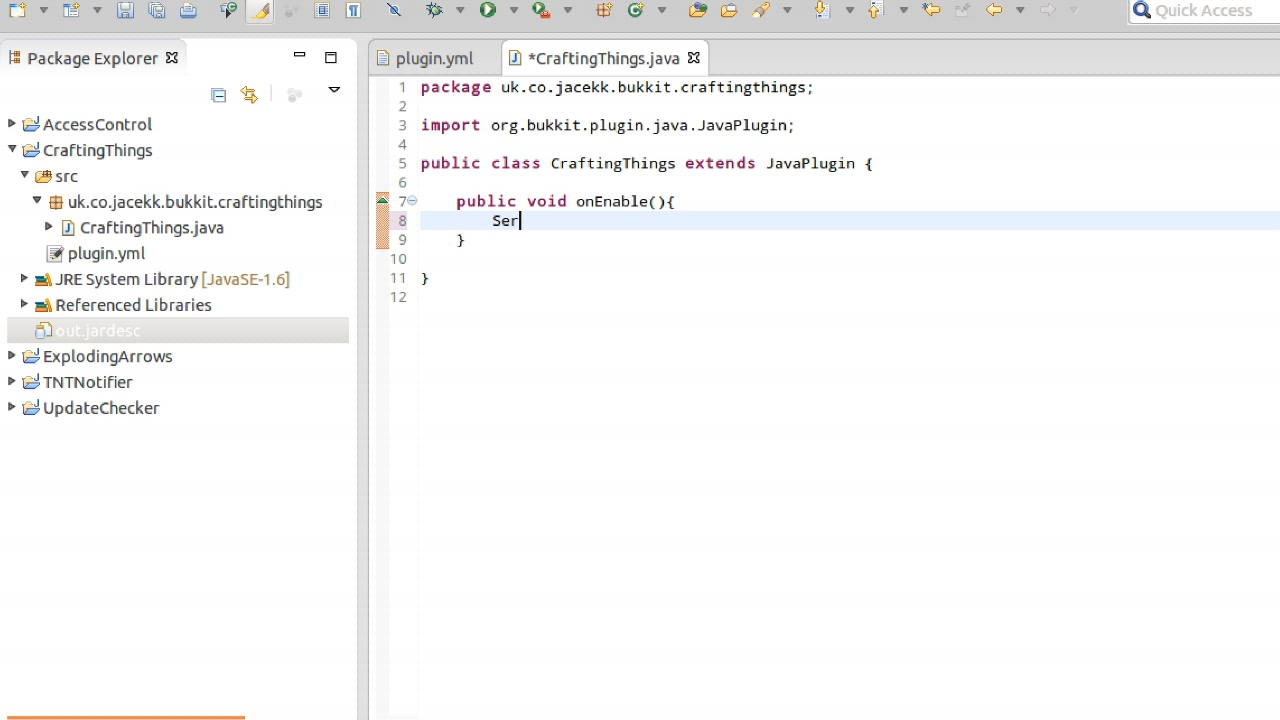 Quick Access
Package Explorer
AccessControl
CraftingThings
src
uk.co.jacekk.bukkit.craftingthings
CraftingThings.java
plugin.yml
JRE System Library [JavaSE-1.6]
Referenced Libraries
out.jardesc
ExplodingArrows
TNTNotifier
UpdateChecker
plugin.yml *CraftingThings.java
1 package uk.co.jacekk.bukkit.craftingthings;
2
3 import org.bukkit.plugin.java.JavaPlugin;
4
5 public class CraftingThings extends JavaPlugin {
6
7 public void onEnable(){
8 Ser
9 }
10
11 }
12